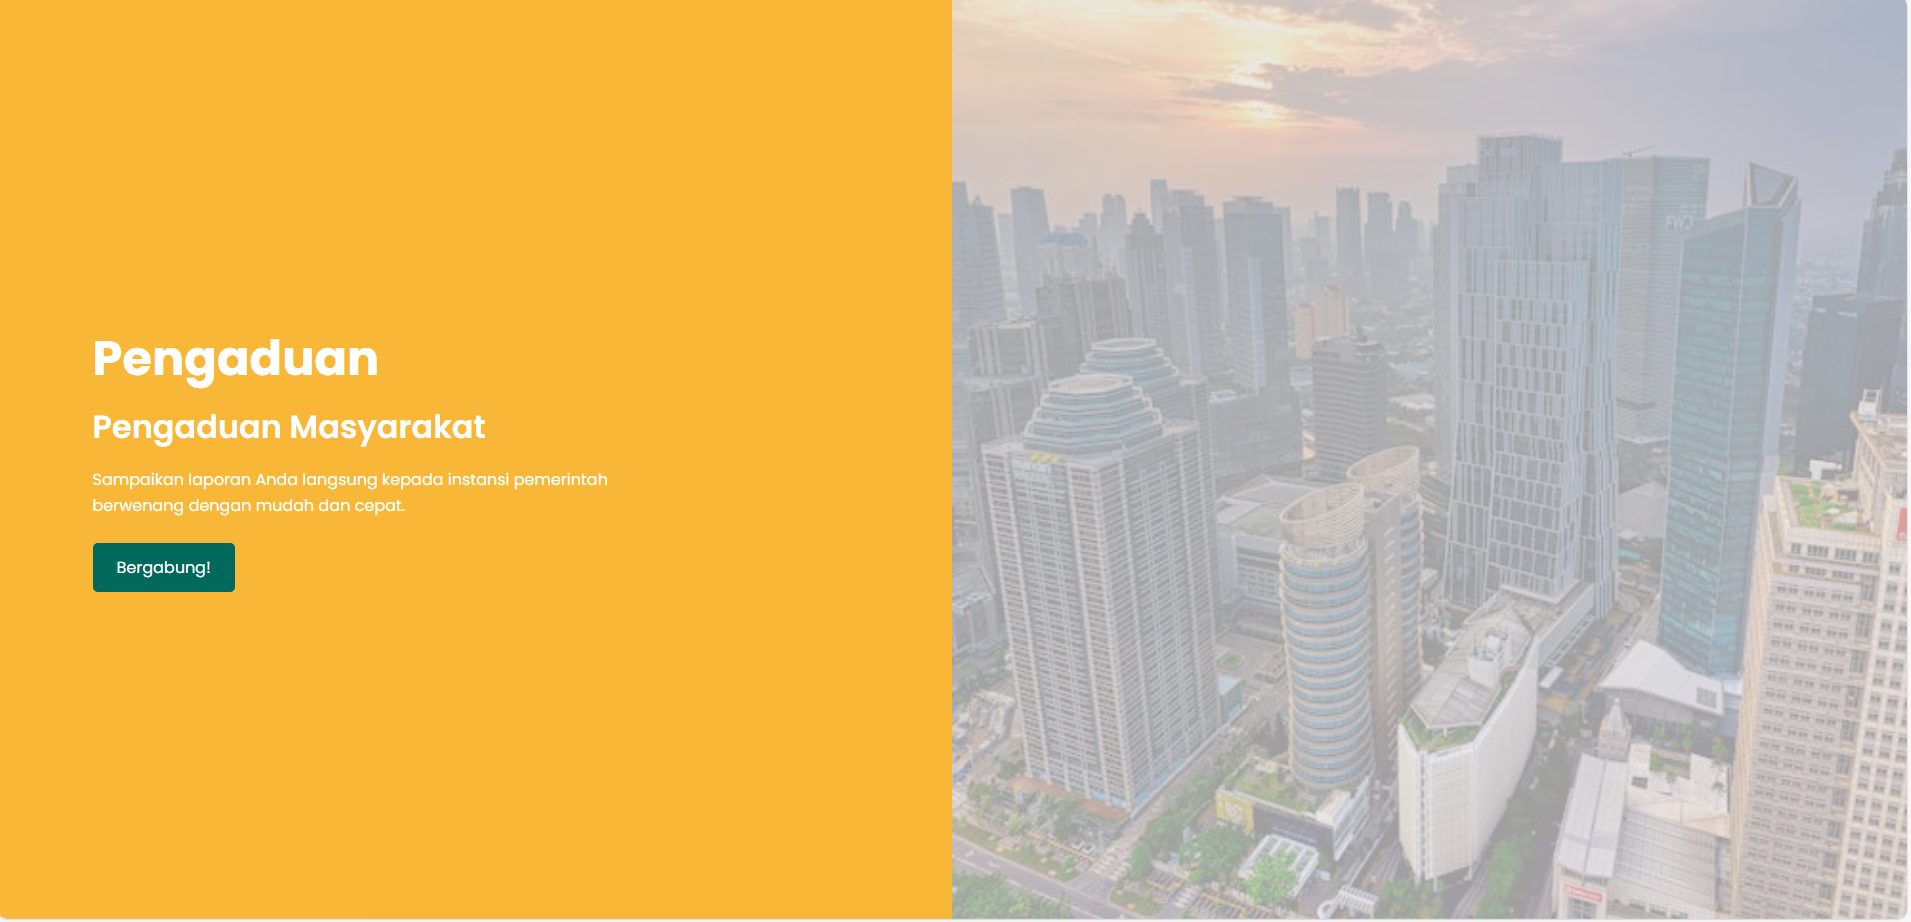 Pengaduan
Pengaduan Masyarakat
Sampaikan laporan Anda langsung kepada instansi pemerintah
berwenang dengan mudah dan cepat.
Bergabung!